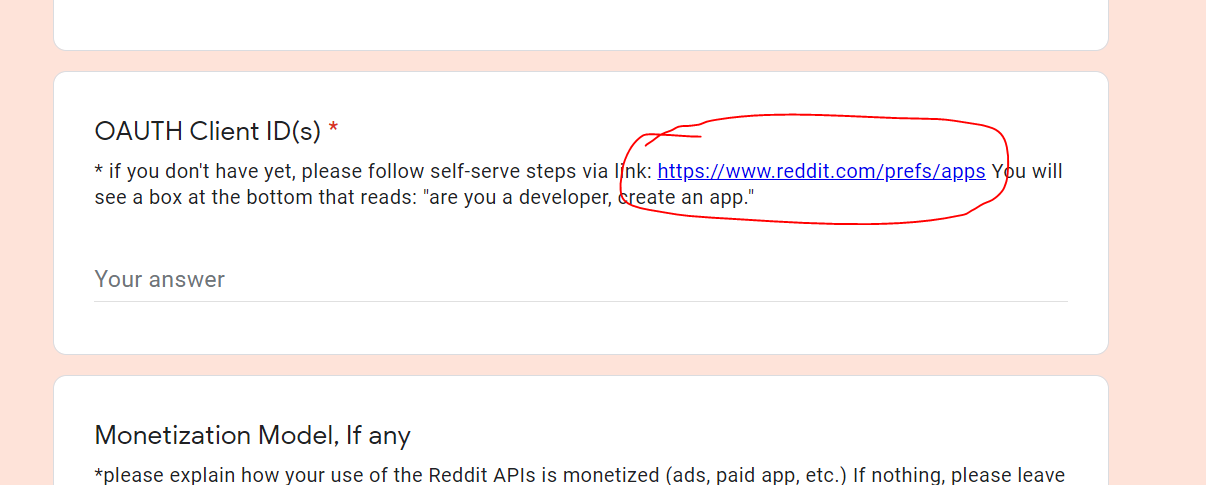 OAUTH Client ID(s) *
* if you don't have yet, please follow self-serve steps via link: https://www.reddit.com/prefs/apps You will
see a box at the bottom that reads: "are you a developer, create an app."
Your answer
Monetization Model, If any
*please explain how your use of the Reddit APIs is monetized (ads, paid app, etc.) If nothing, please leave